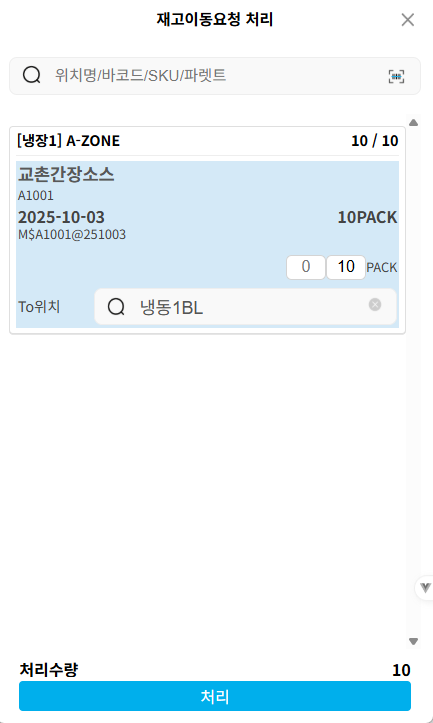 재고이동요청 처리
위치명/바코드/SKU/파렛트
[냉장1] A-ZONE 10 / 10
교촌간장소스
A1001
2025-10-03 10PACK
M$A1001@251003
0 10 PACK
To위치 냉동1BL
처리수량 10
처리